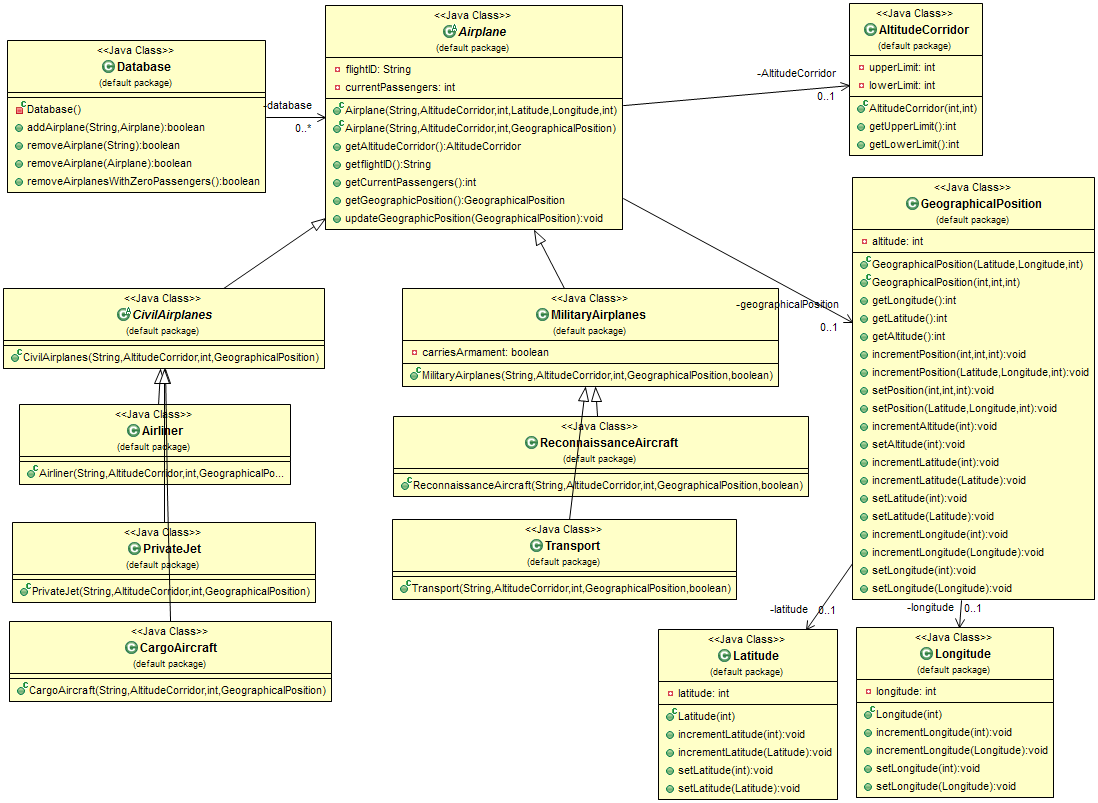 <<Java Class>>
Database
(default package)
Database()
addAirplane(String,Airplane):boolean
removeAirplane(String):boolean
removeAirplane(Airplane):boolean
removeAirplanesWithZeroPassengers():boolean
-database
0..*
<<Java Class>>
Airplane
(default package)
flightID: String
currentPassengers: int
Airplane(String,AltitudeCorridor,int,Latitude,Longitude,int)
Airplane(String,AltitudeCorridor,int,GeographicalPosition)
getAltitudeCorridor():AltitudeCorridor
getflightID():String
getCurrentPassengers():int
getGeographicPosition():GeographicalPosition
updateGeographicPosition(GeographicalPosition):void
-AltitudeCorridor
0..1
<<Java Class>>
AltitudeCorridor
(default package)
upperLimit: int
lowerLimit: int
AltitudeCorridor(int,int)
getUpperLimit():int
getLowerLimit():int
-geographicalPosition
0..1
<<Java Class>>
GeographicalPosition
(default package)
altitude: int
GeographicalPosition(Latitude,Longitude,int)
GeographicalPosition(int,int,int)
getLongitude():int
getLatitude():int
getAltitude():int
incrementPosition(int,int,int):void
incrementPosition(Latitude,Longitude,int):void
setPosition(int,int,int):void
setPosition(Latitude,Longitude,int):void
incrementAltitude(int):void
setAltitude(int):void
incrementLatitude(int):void
incrementLatitude(Latitude):void
setLatitude(int):void
setLatitude(Latitude):void
incrementLongitude(int):void
incrementLongitude(Longitude):void
setLongitude(int):void
setLongitude(Longitude):void
<<Java Class>>
CivilAirplanes
(default package)
CivilAirplanes(String,AltitudeCorridor,int,GeographicalPosition)
<<Java Class>>
MilitaryAirplanes
(default package)
carriesArmament: boolean
MilitaryAirplanes(String,AltitudeCorridor,int,GeographicalPosition,boolean)
<<Java Class>>
Airliner
(default package)
Airliner(String,AltitudeCorridor,int,GeographicalPo...
<<Java Class>>
ReconnaissanceAircraft
(default package)
ReconnaissanceAircraft(String,AltitudeCorridor,int,GeographicalPosition,boolean)
<<Java Class>>
PrivateJet
(default package)
PrivateJet(String,AltitudeCorridor,int,GeographicalPosition)
<<Java Class>>
Transport
(default package)
Transport(String,AltitudeCorridor,int,GeographicalPosition,boolean)
<<Java Class>>
CargoAircraft
(default package)
CargoAircraft(String,AltitudeCorridor,int,GeographicalPosition)
-latitude
0..1
-longitude
0..1
<<Java Class>>
Latitude
(default package)
latitude: int
Latitude(int)
incrementLatitude(int):void
incrementLatitude(Latitude):void
setLatitude(int):void
setLatitude(Latitude):void
<<Java Class>>
Longitude
(default package)
longitude: int
Longitude(int)
incrementLongitude(int):void
incrementLongitude(Longitude):void
setLongitude(int):void
setLongitude(Longitude):void